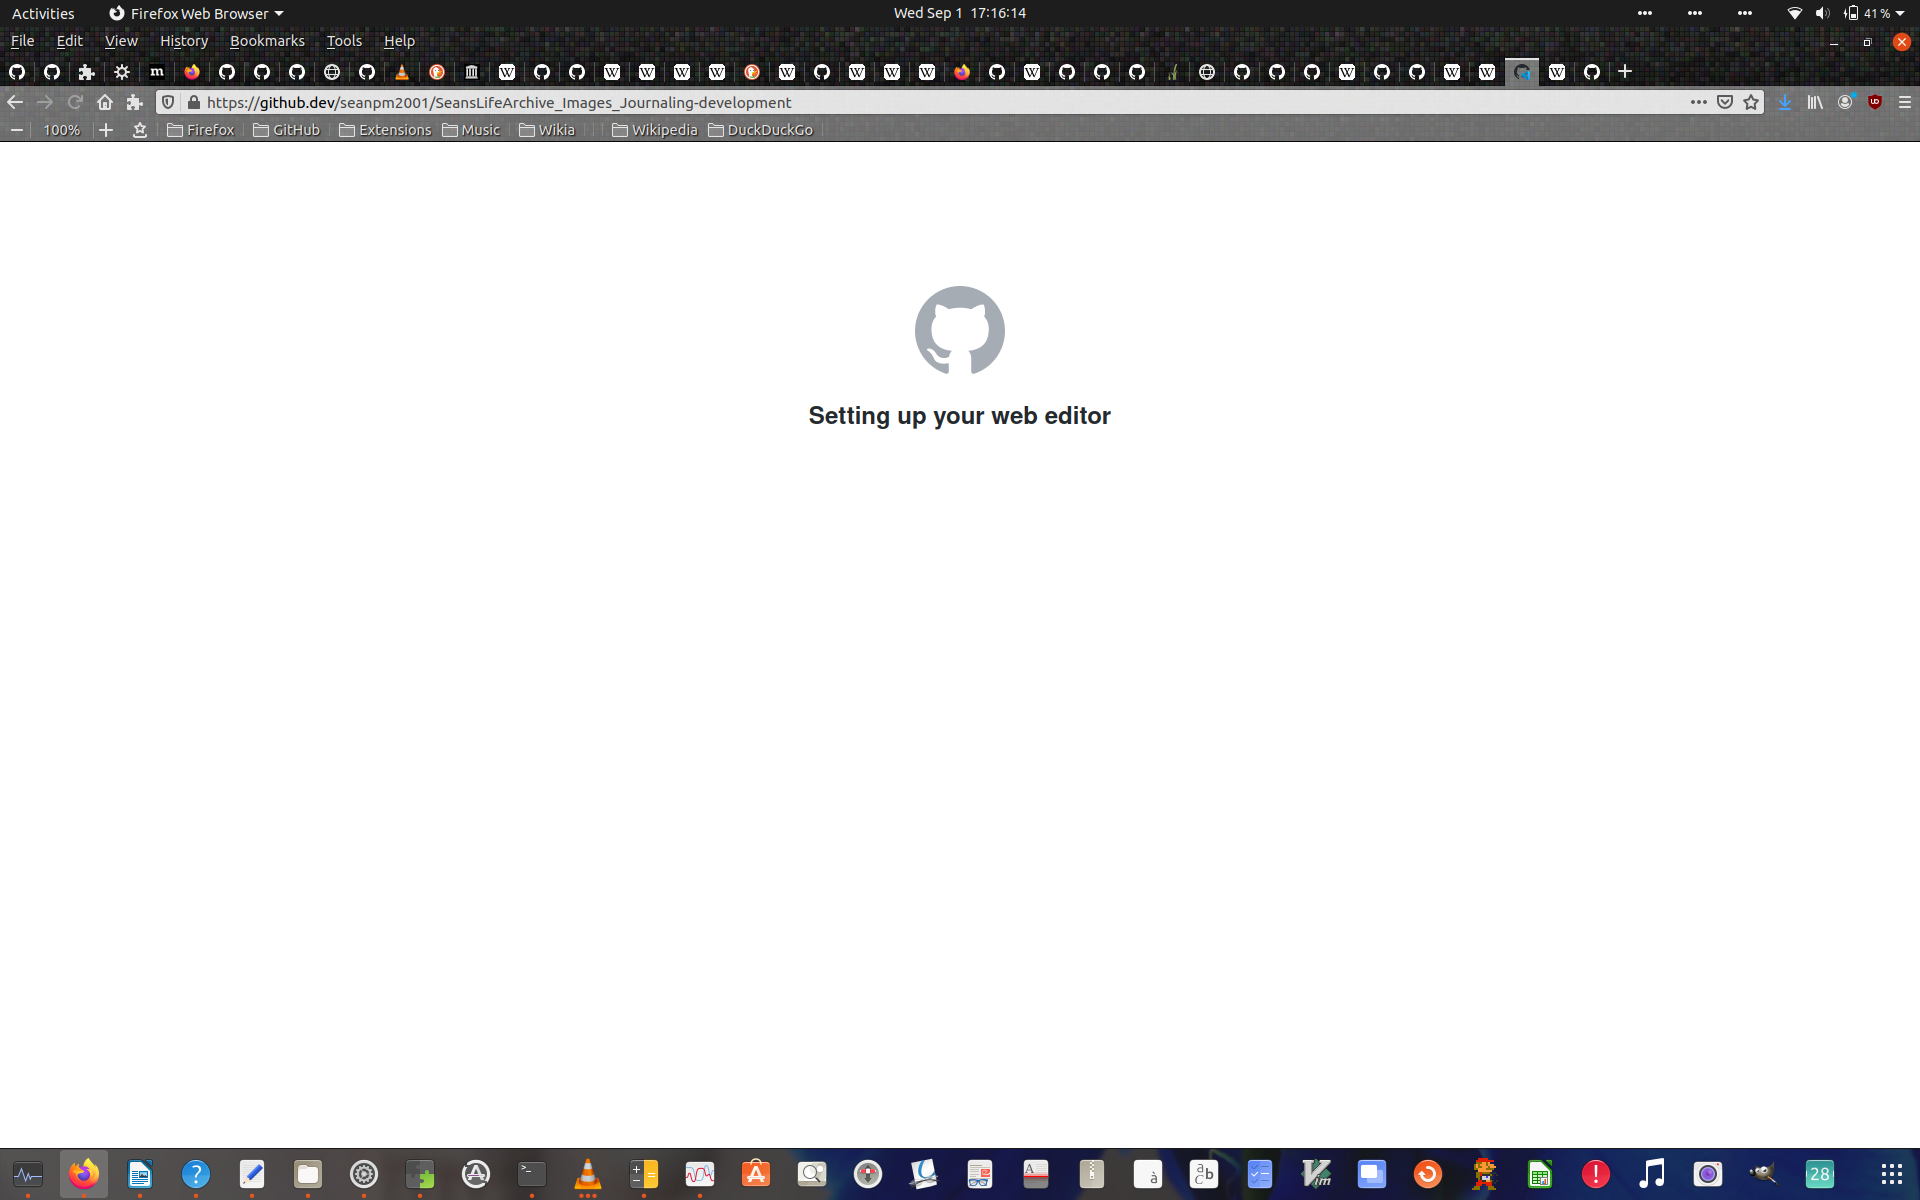 Activities Firefox Web Browser Wed Sep 1 17:16:14 41 %
File Edit View History Bookmarks Tools Help
https://github.dev/seanpm2001/SeansLifeArchive_Images_Journaling-development
100% Firefox GitHub Extensions Music Wikia Wikipedia DuckDuckGo
Setting up your web editor
28